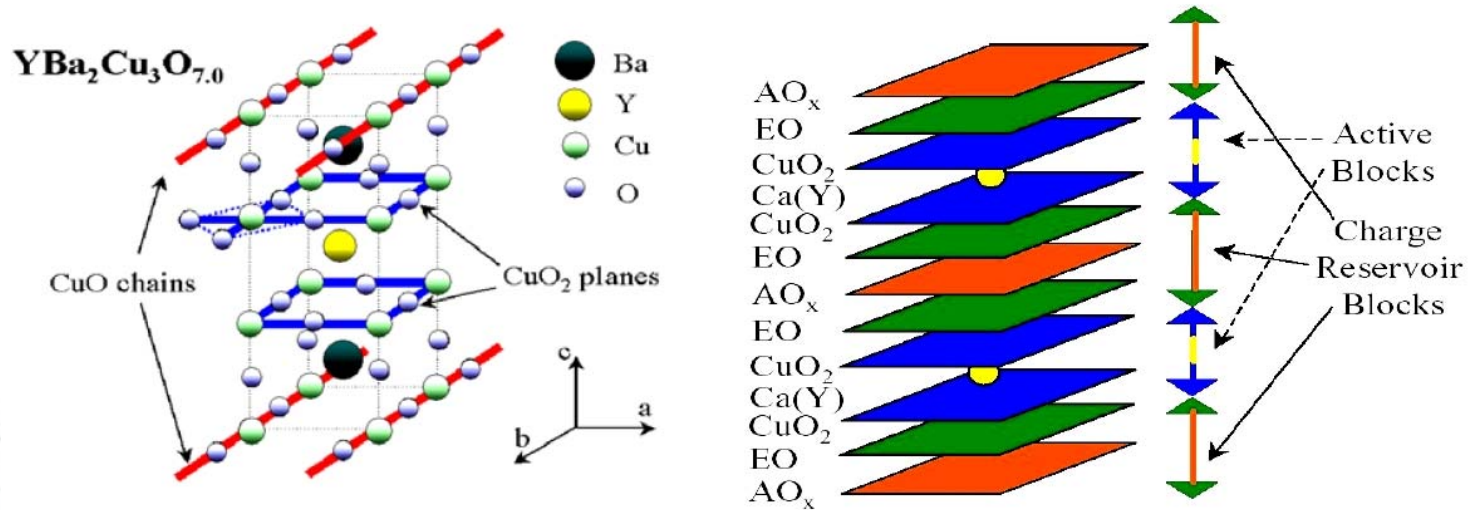 YBa₂Cu₃O₇.₀
Ba
Y
Cu
O
CuO chains
CuO₂ planes
c
a
b
AOₓ
EO
CuO₂
Ca(Y)
CuO₂
EO
AOₓ
EO
CuO₂
Ca(Y)
CuO₂
EO
AOₓ
Active
Blocks
Charge
Reservoir
Blocks